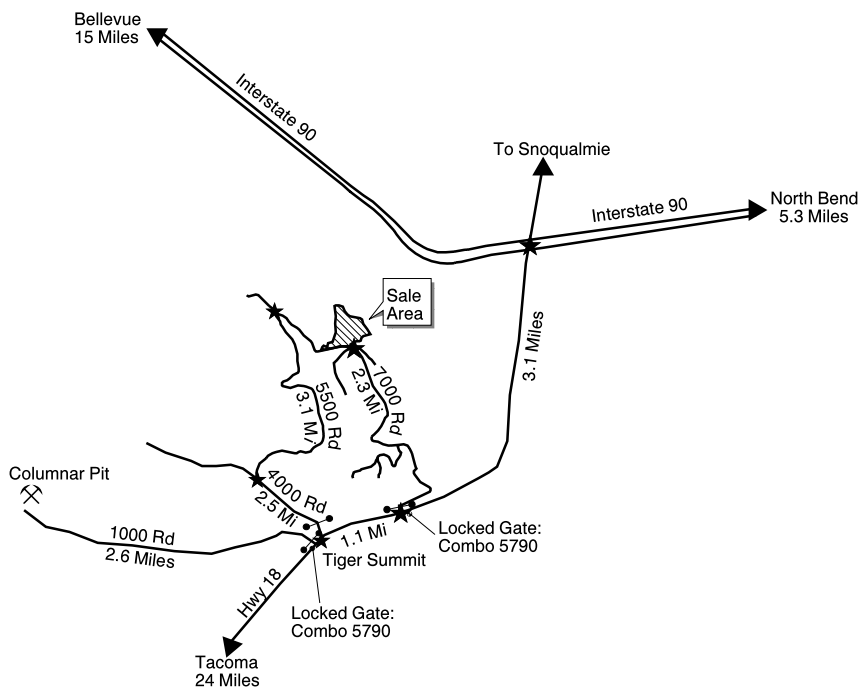 Bellevue
15 Miles
Interstate 90
To Snoqualmie
Interstate 90
North Bend
5.3 Miles
Sale
Area
3.1 Miles
7000 Rd
2.3 Mi
5500 Rd
3.1 Mi
4000 Rd
2.5 Mi
Columnar Pit
1000 Rd
2.6 Miles
1.1 Mi
Locked Gate:
Combo 5790
Tiger Summit
Hwy 18
Locked Gate:
Combo 5790
Tacoma
24 Miles